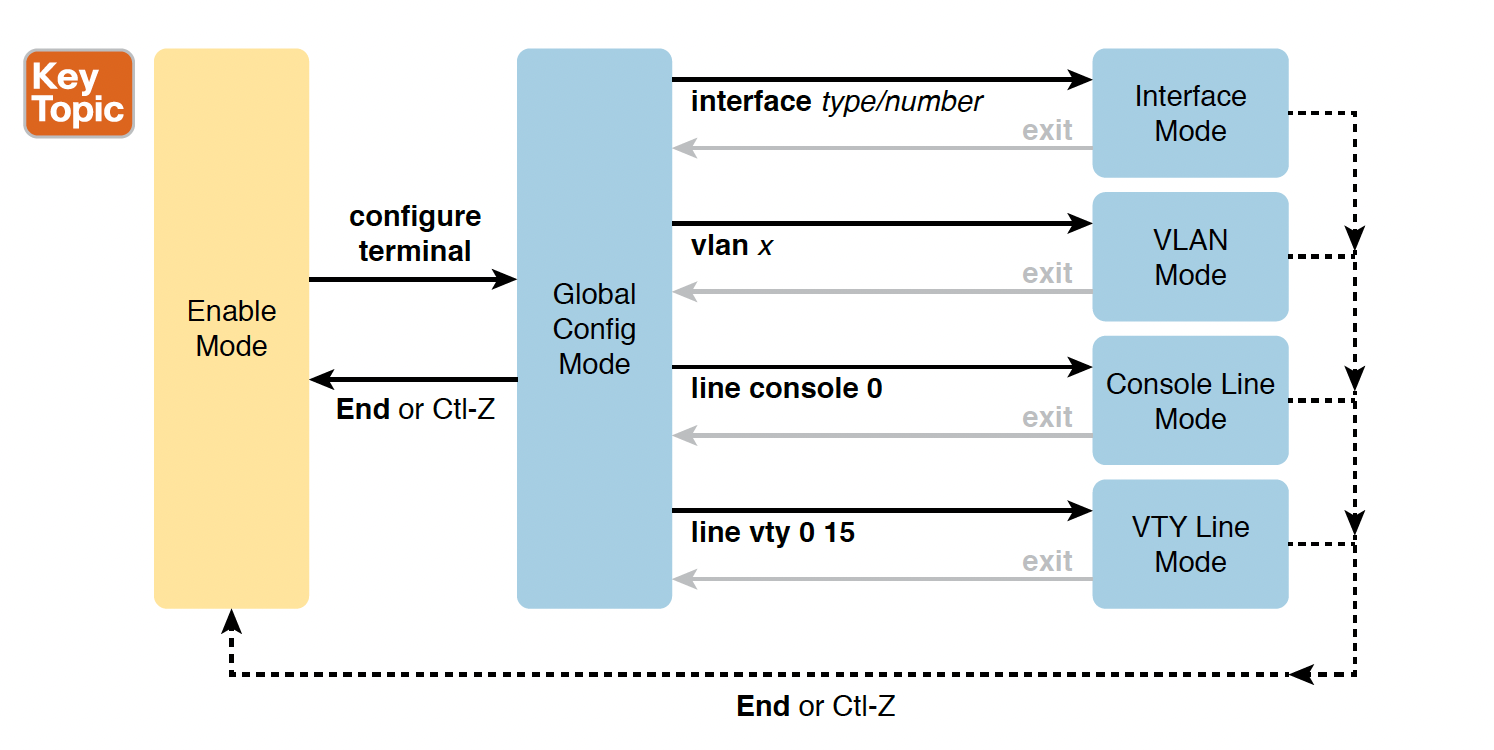 Key
Topic
Enable
Mode
configure
terminal
End or Ctl-Z
Global
Config
Mode
interface type/number
exit
Interface
Mode
vlan x
exit
VLAN
Mode
line console 0
exit
Console Line
Mode
line vty 0 15
exit
VTY Line
Mode
End or Ctl-Z